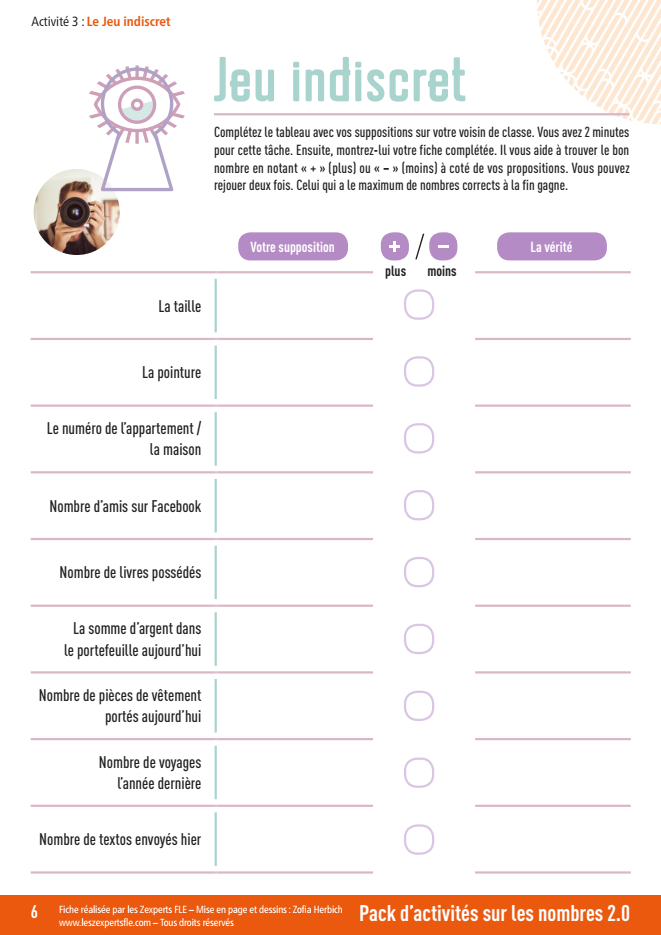 Activité 3 : Le Jeu indiscret
Jeu indiscret
Complétez le tableau avec vos suppositions sur votre voisin de classe. Vous avez 2 minutes
pour cette tâche. Ensuite, montrez-lui votre fiche complétée. Il vous aide à trouver le bon
nombre en notant « + » (plus) ou « – » (moins) à coté de vos propositions. Vous pouvez
rejouer deux fois. Celui qui a le maximum de nombres corrects à la fin gagne.
Votre supposition + / – La vérité
plus moins
La taille
La pointure
Le numéro de l'appartement /
la maison
Nombre d'amis sur Facebook
Nombre de livres possédés
La somme d'argent dans
le portefeuille aujourd'hui
Nombre de pièces de vêtement
portés aujourd'hui
Nombre de voyages
l'année dernière
Nombre de textos envoyés hier
6 Fiche réalisée par les Zexperts FLE – Mise en page et dessins : Zofia Herbich
www.leszexpertsfle.com – Tous droits réservés
Pack d'activités sur les nombres 2.0